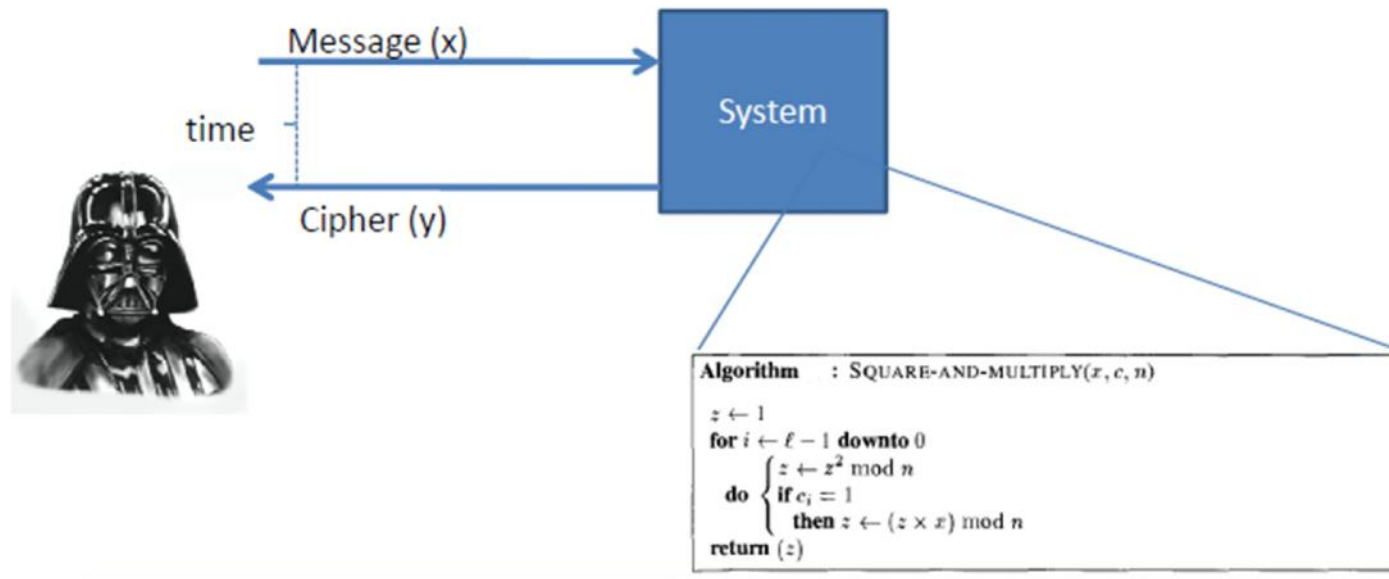 Message (x)
System
time
Cipher (y)
Algorithm : SQUARE-AND-MULTIPLY(x, c, n)
z ← 1
for i ← ℓ − 1 downto 0
do { z ← z² mod n
if cᵢ = 1
then z ← (z × x) mod n
return (z)